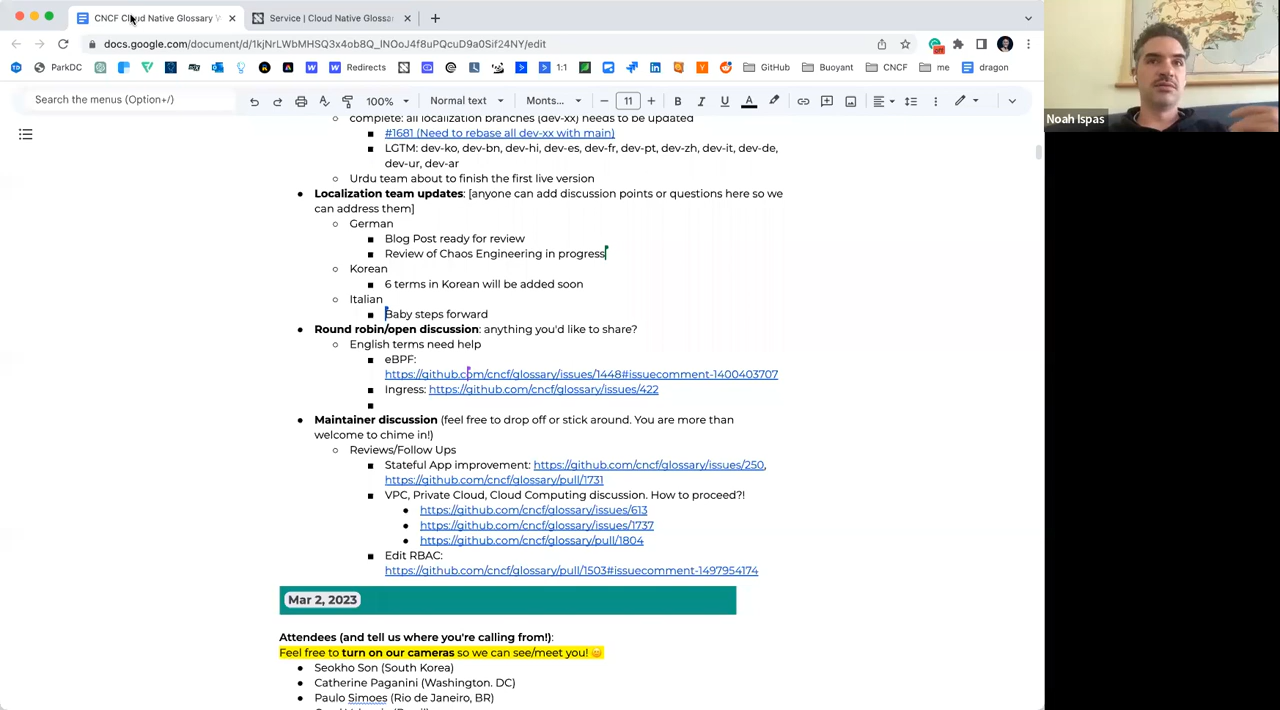 CNCF Cloud Native Glossary
Service | Cloud Native Glossar
docs.google.com/document/d/1kjNrLWbMHSQ3x4ob8Q_INOoJ4f8uPQcuD9a0Sif24NY/edit
ParkDC
Redirects
1:1
GitHub
Buoyant
CNCF
me
dragon
Search the menus (Option+/)
100%
Normal text
Monts...
11
B I U A
complete: all localization branches (dev-xx) needs to be updated
#1681 (Need to rebase all dev-xx with main)
LGTM: dev-ko, dev-bn, dev-hi, dev-es, dev-fr, dev-pt, dev-zh, dev-it, dev-de,
dev-ur, dev-ar
Urdu team about to finish the first live version
Localization team updates: [anyone can add discussion points or questions here so we
can address them]
German
Blog Post ready for review
Review of Chaos Engineering in progress
Korean
6 terms in Korean will be added soon
Italian
Baby steps forward
Round robin/open discussion: anything you'd like to share?
English terms need help
eBPF:
https://github.com/cncf/glossary/issues/1448#issuecomment-1400403707
Ingress: https://github.com/cncf/glossary/issues/422
Maintainer discussion (feel free to drop off or stick around. You are more than
welcome to chime in!)
Reviews/Follow Ups
Stateful App improvement: https://github.com/cncf/glossary/issues/250,
https://github.com/cncf/glossary/pull/1731
VPC, Private Cloud, Cloud Computing discussion. How to proceed?!
https://github.com/cncf/glossary/issues/613
https://github.com/cncf/glossary/issues/1737
https://github.com/cncf/glossary/pull/1804
Edit RBAC:
https://github.com/cncf/glossary/pull/1503#issuecomment-1497954174
Mar 2, 2023
Attendees (and tell us where you're calling from!):
Feel free to turn on our cameras so we can see/meet you!
Seokho Son (South Korea)
Catherine Paganini (Washington. DC)
Paulo Simoes (Rio de Janeiro, BR)
Noah Ispas